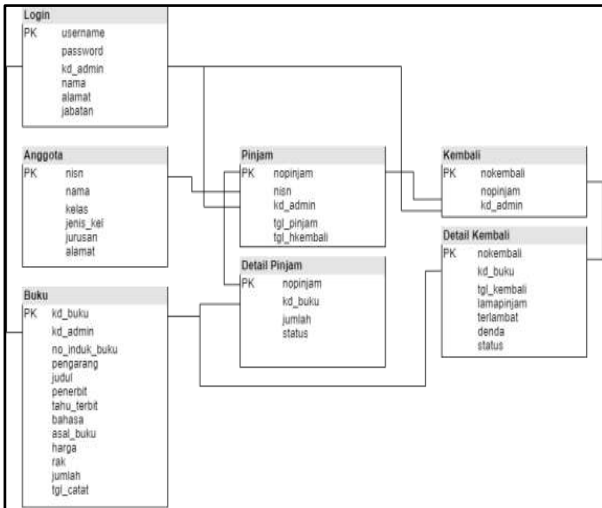 Login
PK username
password
kd_admin
nama
alamat
jabatan
Anggota
PK nisn
nama
kelas
jenis_kel
jurusan
alamat
Buku
PK kd_buku
kd_admin
no_induk_buku
pengarang
judul
penerbit
tahu_terbit
bahasa
asal_buku
harga
rak
jumlah
tgl_catat
Pinjam
PK nopinjam
nisn
kd_admin
tgl_pinjam
tgl_hkembali
Detail Pinjam
PK nopinjam
kd_buku
jumlah
status
Kembali
PK nokembali
nopinjam
kd_admin
Detail Kembali
PK nokembali
kd_buku
tgl_kembali
lamapinjam
terlambat
denda
status